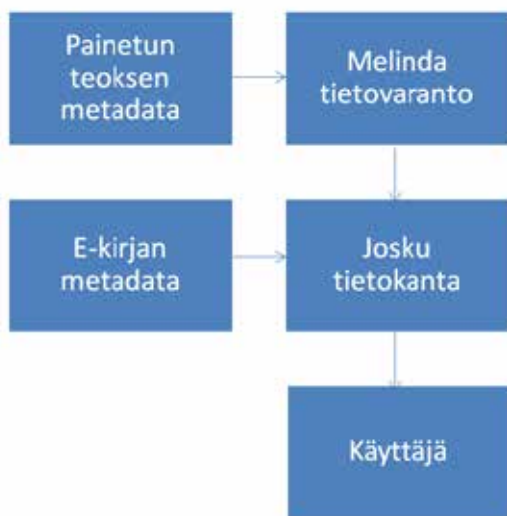 Painetun
teoksen
metadata
Melinda
tietovaranto
E-kirjan
metadata
Josku
tietokanta
Käyttäjä